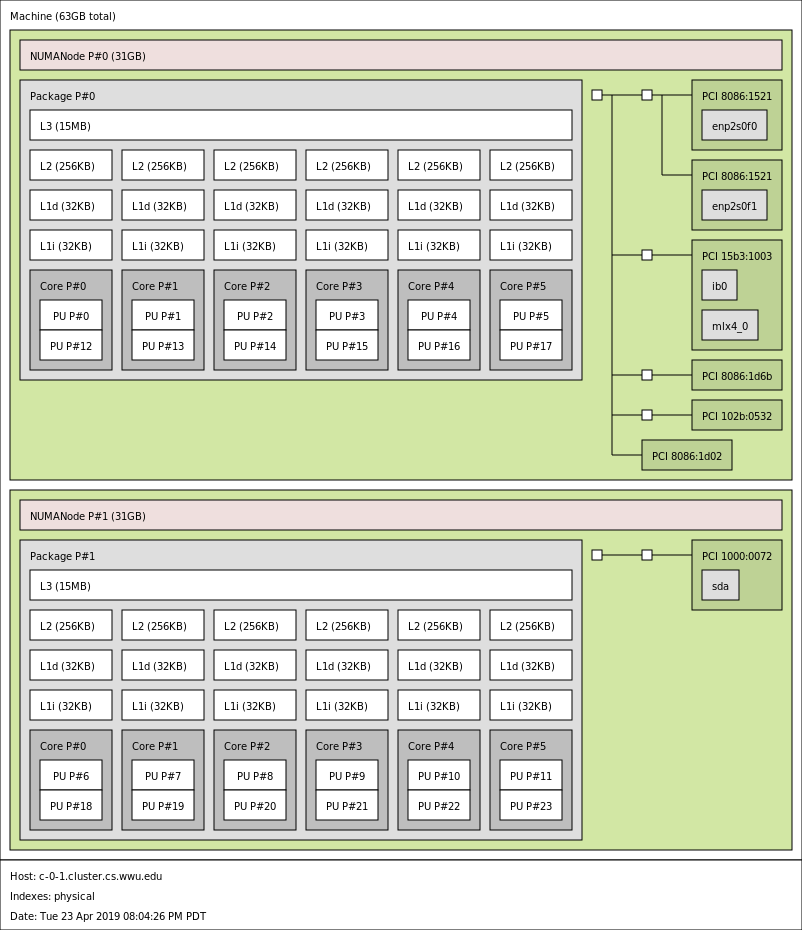 Machine (63GB total)
NUMANode P#0 (31GB)
Package P#0
L3 (15MB)
L2 (256KB) L2 (256KB) L2 (256KB) L2 (256KB) L2 (256KB) L2 (256KB)
L1d (32KB) L1d (32KB) L1d (32KB) L1d (32KB) L1d (32KB) L1d (32KB)
L1i (32KB) L1i (32KB) L1i (32KB) L1i (32KB) L1i (32KB) L1i (32KB)
Core P#0 Core P#1 Core P#2 Core P#3 Core P#4 Core P#5
PU P#0 PU P#1 PU P#2 PU P#3 PU P#4 PU P#5
PU P#12 PU P#13 PU P#14 PU P#15 PU P#16 PU P#17
PCI 8086:1521
enp2s0f0
PCI 8086:1521
enp2s0f1
PCI 15b3:1003
ib0
mlx4_0
PCI 8086:1d6b
PCI 102b:0532
PCI 8086:1d02
NUMANode P#1 (31GB)
Package P#1
L3 (15MB)
L2 (256KB) L2 (256KB) L2 (256KB) L2 (256KB) L2 (256KB) L2 (256KB)
L1d (32KB) L1d (32KB) L1d (32KB) L1d (32KB) L1d (32KB) L1d (32KB)
L1i (32KB) L1i (32KB) L1i (32KB) L1i (32KB) L1i (32KB) L1i (32KB)
Core P#0 Core P#1 Core P#2 Core P#3 Core P#4 Core P#5
PU P#6 PU P#7 PU P#8 PU P#9 PU P#10 PU P#11
PU P#18 PU P#19 PU P#20 PU P#21 PU P#22 PU P#23
PCI 1000:0072
sda
Host: c-0-1.cluster.cs.wwu.edu
Indexes: physical
Date: Tue 23 Apr 2019 08:04:26 PM PDT